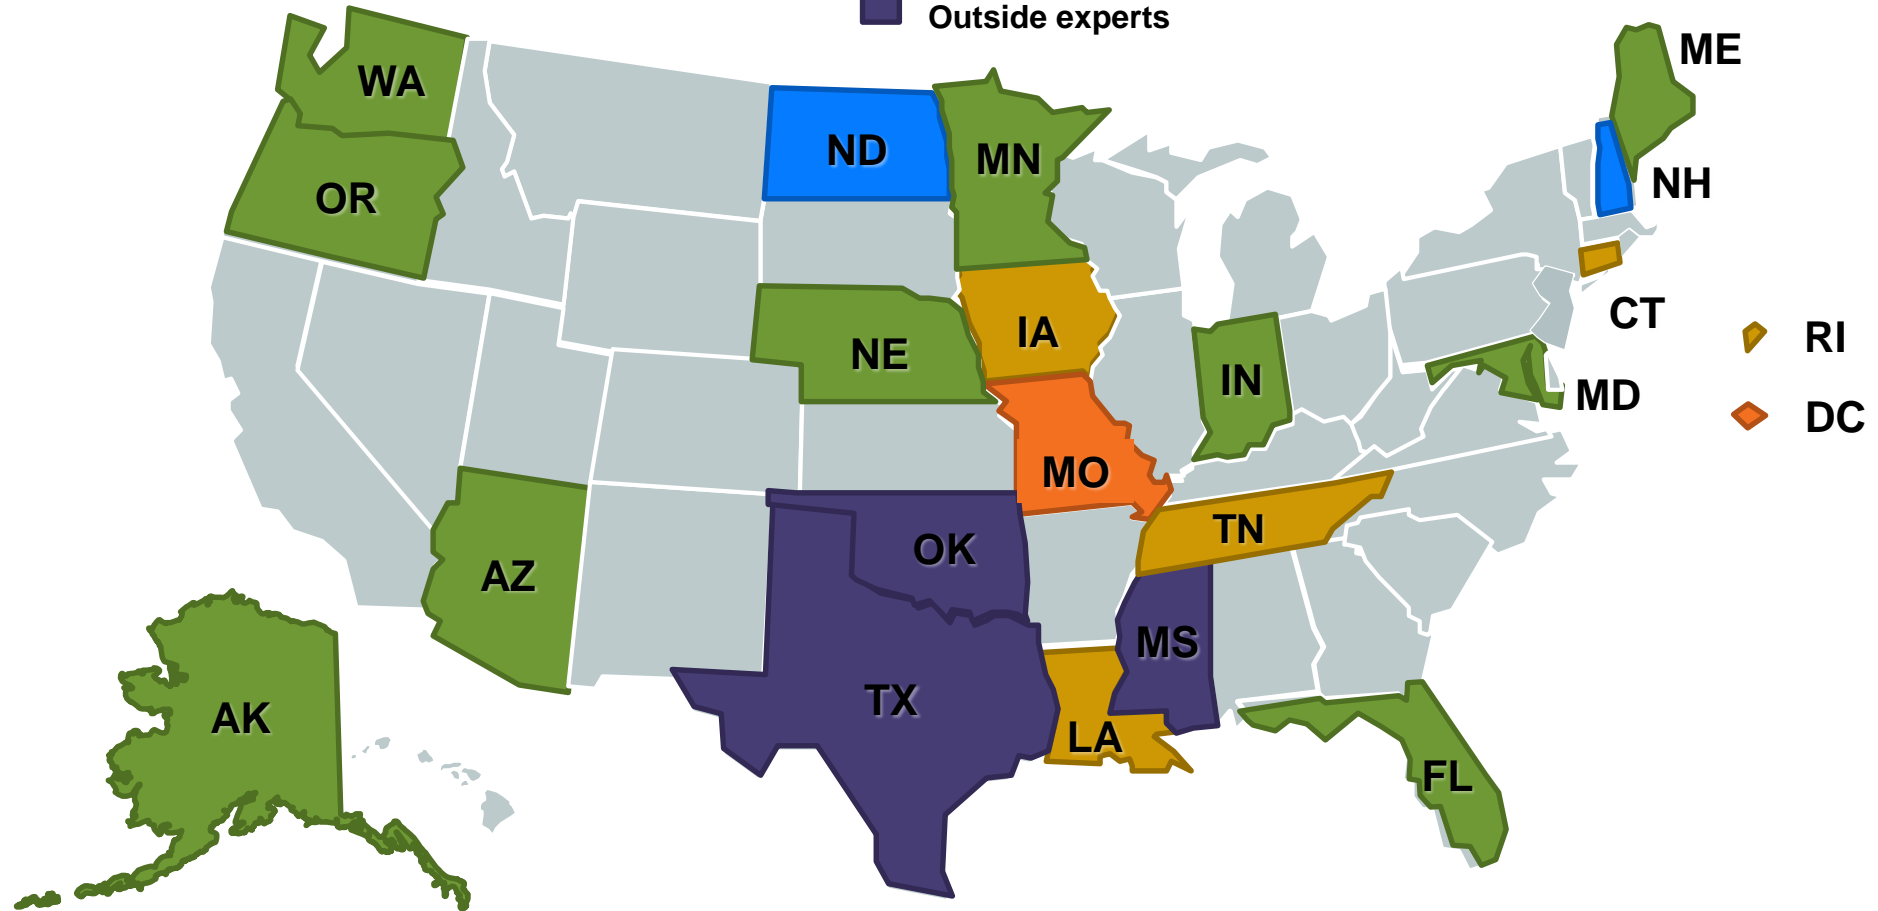 Outside experts
ME
WA
ND
MN
NH
OR
CT
IA
RI
NE
IN
MD
DC
MO
TN
OK
AZ
MS
TX
AK
LA
FL